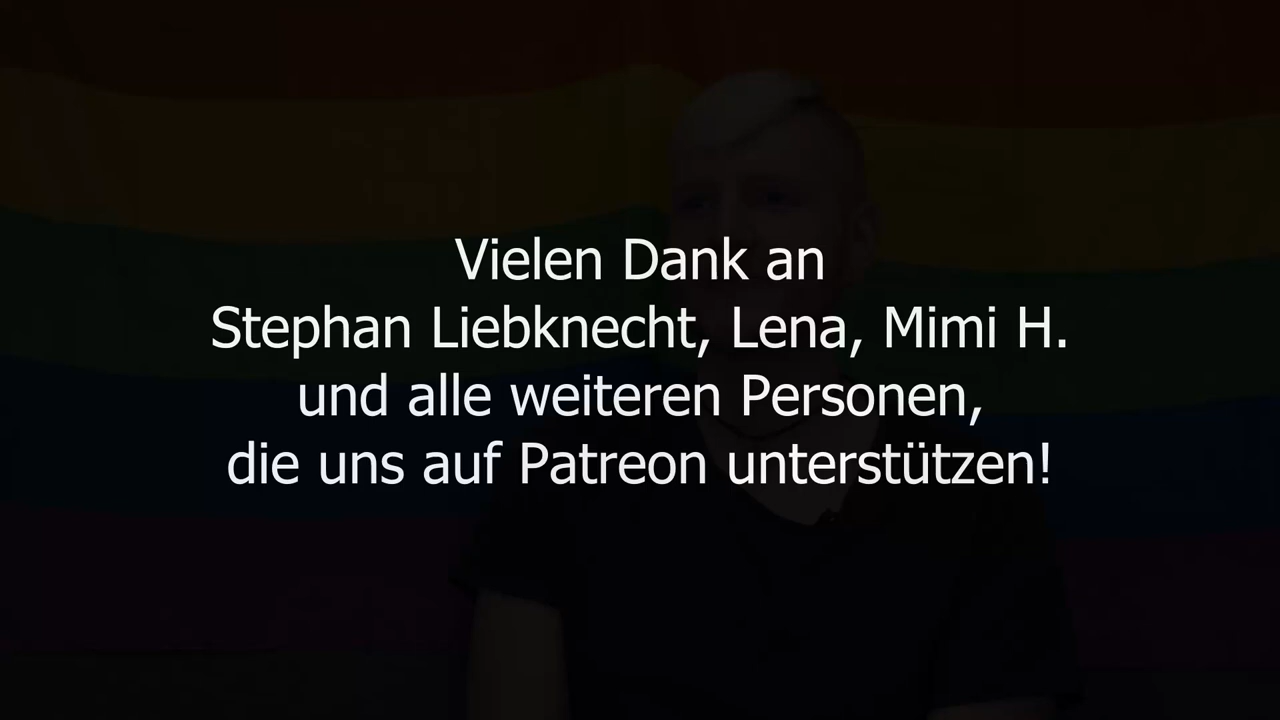 Vielen Dank an
Stephan Liebknecht, Lena, Mimi H.
und alle weiteren Personen,
die uns auf Patreon unterstützen!